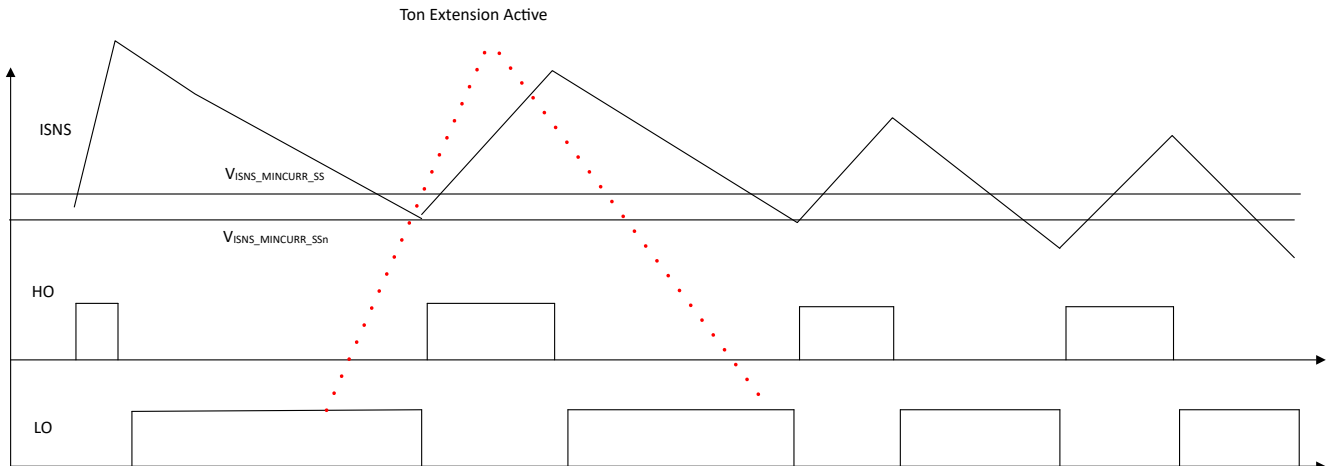 Ton Extension Active
ISNS
VISNS_MINCURR_SS
VISNS_MINCURR_SSn
HO
LO